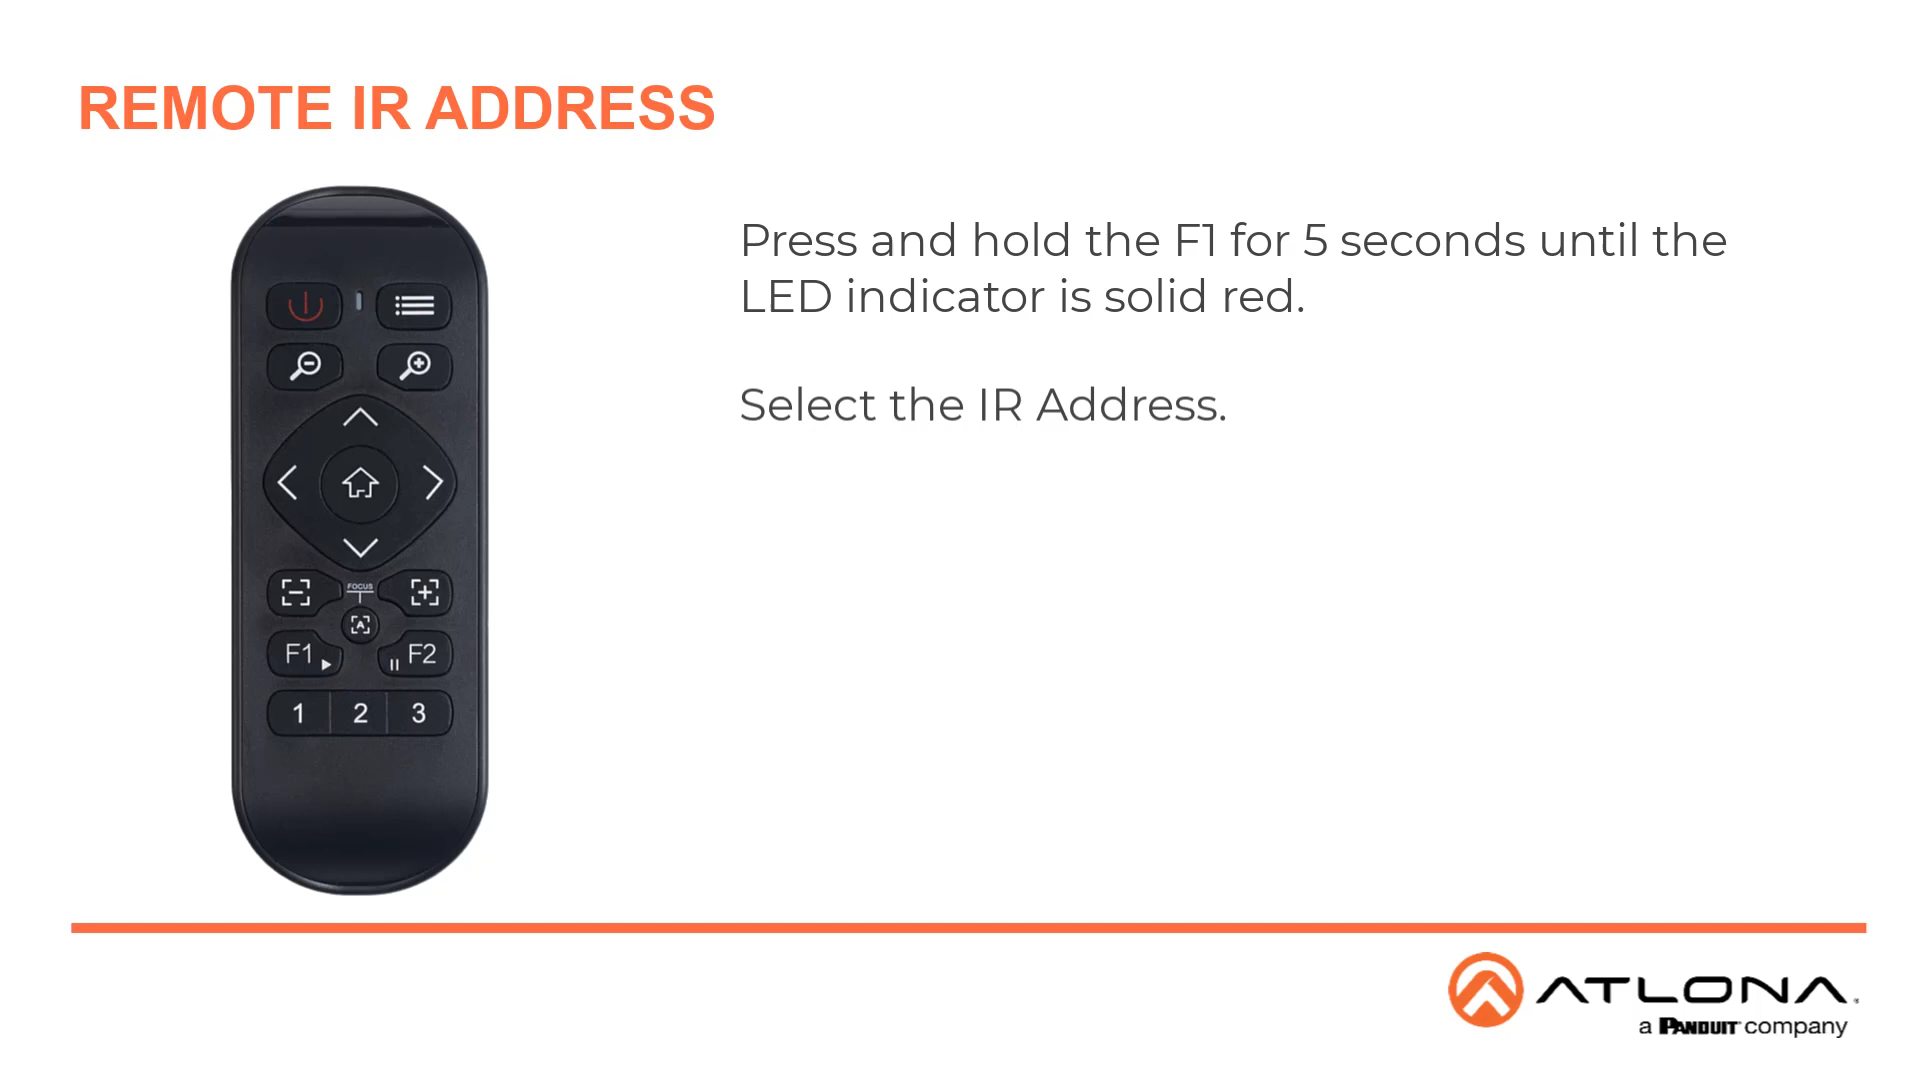 REMOTE IR ADDRESS
Press and hold the F1 for 5 seconds until the
LED indicator is solid red.
Select the IR Address.
FOCUS
A
F1 F2
1 2 3
ATLONA
a PANDUIT company